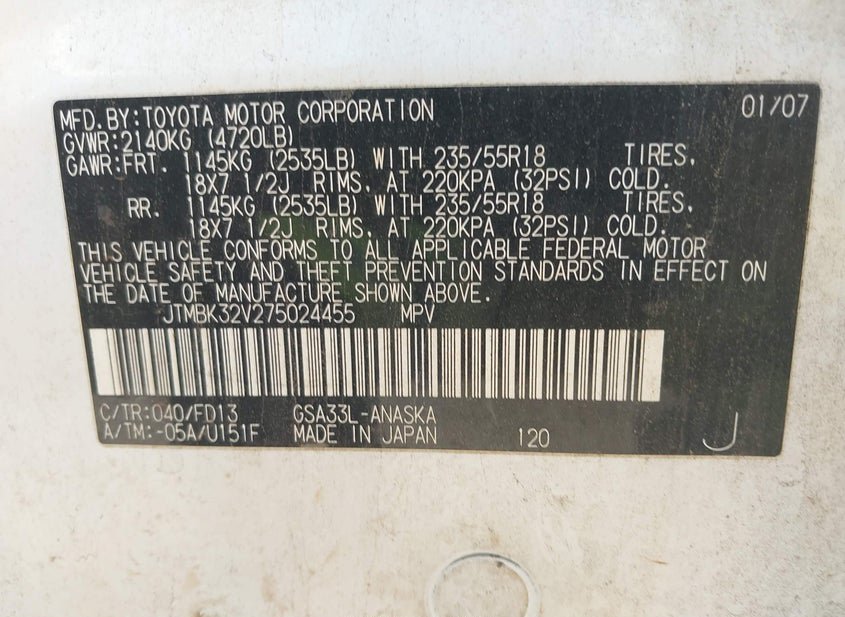 MFD.BY:TOYOTA MOTOR CORPORATION 01/07
GVWR:2140KG (4720LB)
GAWR:FRT. 1145KG (2535LB) WITH 235/55R18 TIRES,
18X7 1/2J RIMS, AT 220KPA (32PSI) COLD.
RR. 1145KG (2535LB) WITH 235/55R18 TIRES,
18X7 1/2J RIMS, AT 220KPA (32PSI) COLD.
THIS VEHICLE CONFORMS TO ALL APPLICABLE FEDERAL MOTOR
VEHICLE SAFETY AND THEFT PREVENTION STANDARDS IN EFFECT ON
THE DATE OF MANUFACTURE SHOWN ABOVE.
JTMBK32V275024455 MPV
C/TR:040/FD13 GSA33L-ANASKA
A/TM:-05A/U151F MADE IN JAPAN 120 J